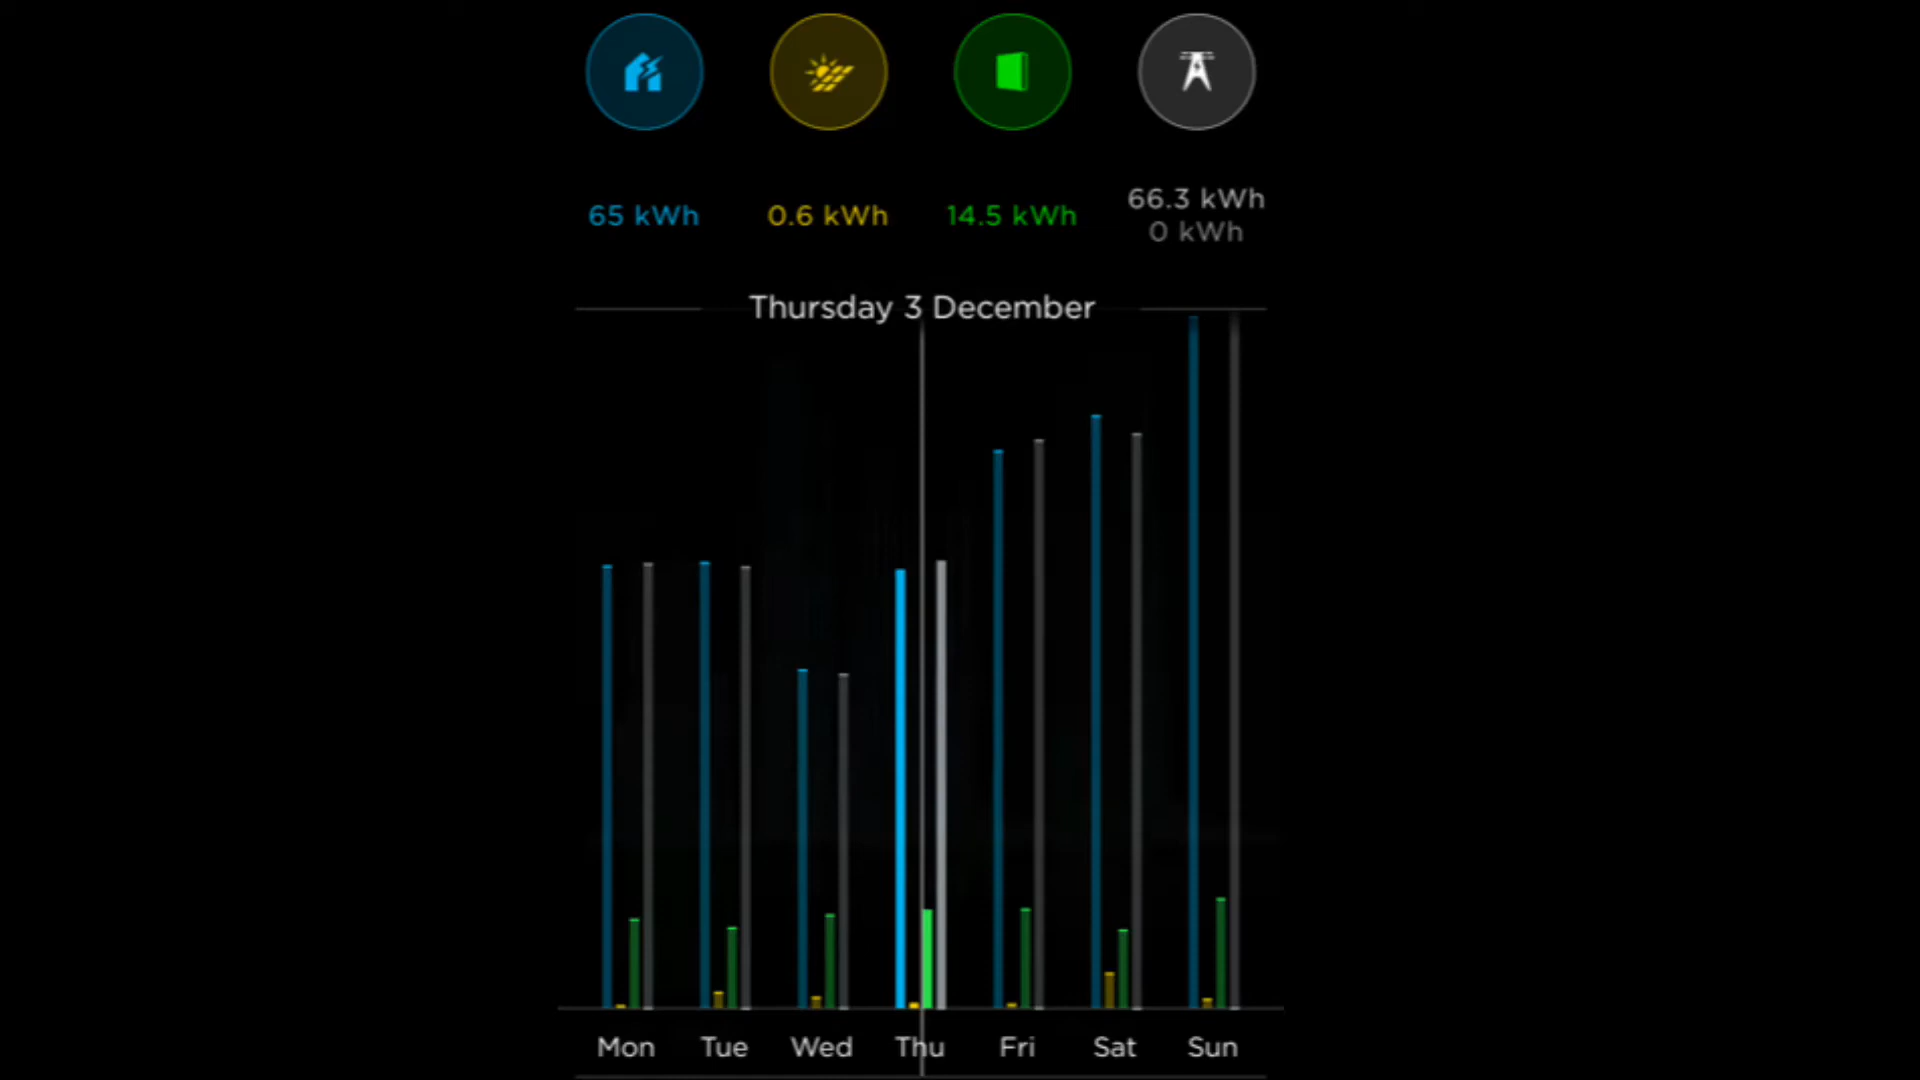 65 kWh 0.6 kWh 14.5 kWh 66.3 kWh
0 kWh
Thursday 3 December
Mon Tue Wed Thu Fri Sat Sun